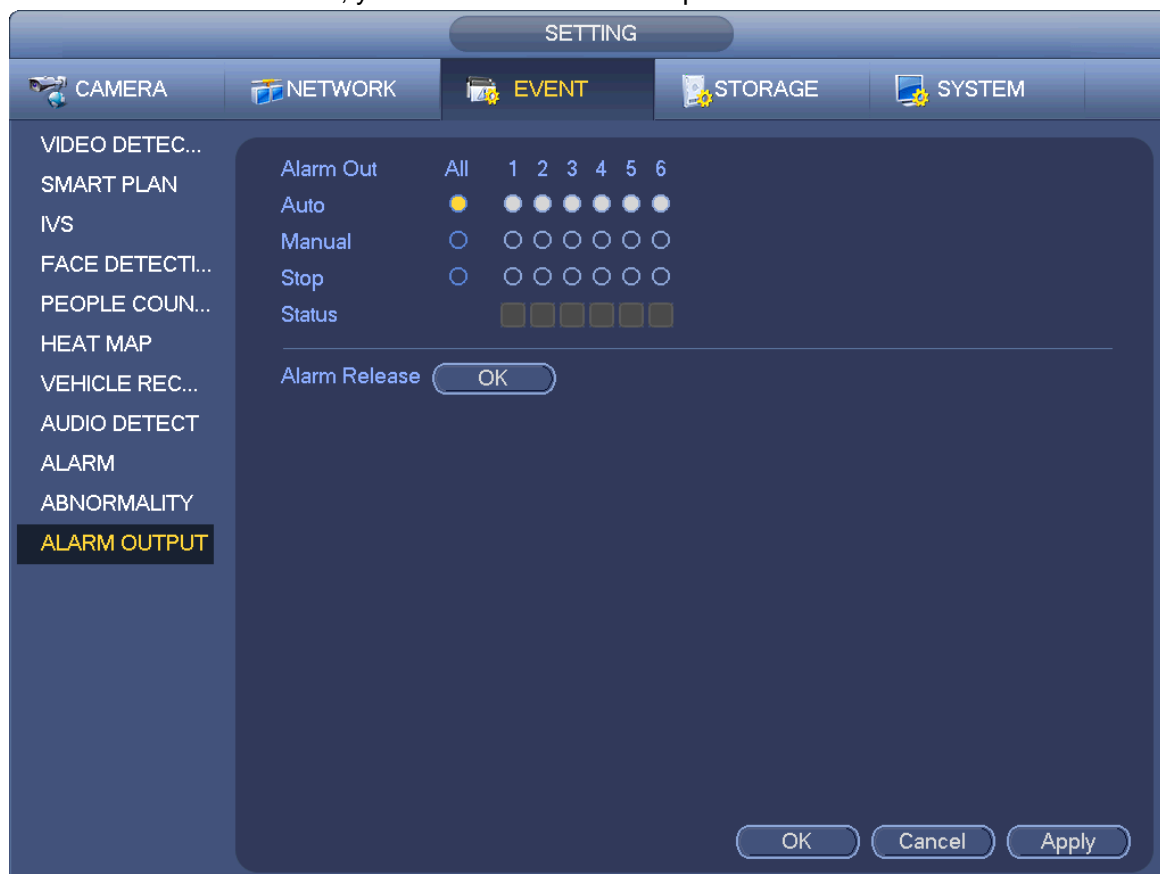 SETTING
CAMERA NETWORK EVENT STORAGE SYSTEM
VIDEO DETEC...
SMART PLAN
IVS
FACE DETECTI...
PEOPLE COUN...
HEAT MAP
VEHICLE REC...
AUDIO DETECT
ALARM
ABNORMALITY
ALARM OUTPUT
Alarm Out All 1 2 3 4 5 6
Auto
Manual
Stop
Status
Alarm Release OK
OK Cancel Apply